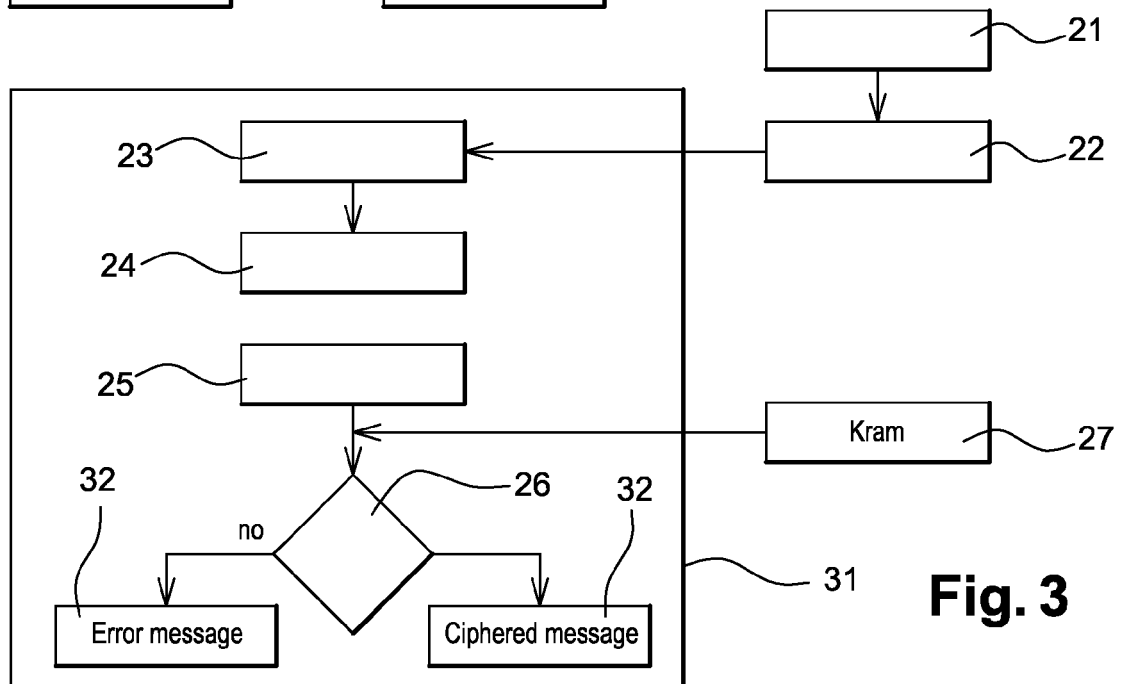 21
23
22
24
25
Kram
27
32
26
32
no
31
Fig. 3
Error message
Ciphered message